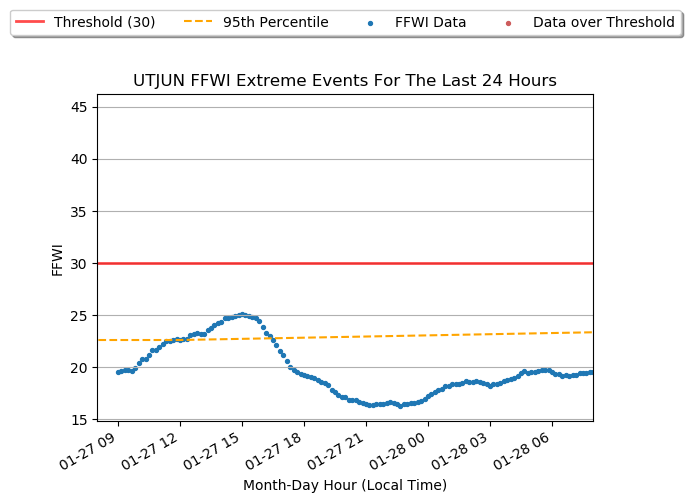 Threshold (30) 95th Percentile FFWI Data Data over Threshold
UTJUN FFWI Extreme Events For The Last 24 Hours
45
40
35
30
25
20
15
FFWI
01-27 09 01-27 12 01-27 15 01-27 18 01-27 21 01-28 00 01-28 03 01-28 06
Month-Day Hour (Local Time)